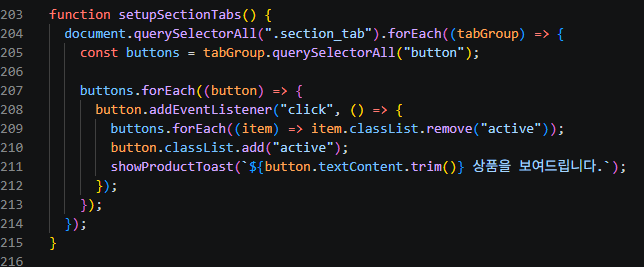 203 function setupSectionTabs() {
204   document.querySelectorAll(".section_tab").forEach((tabGroup) => {
205     const buttons = tabGroup.querySelectorAll("button");
206
207     buttons.forEach((button) => {
208       button.addEventListener("click", () => {
209         buttons.forEach((item) => item.classList.remove("active"));
210         button.classList.add("active");
211         showProductToast(`${button.textContent.trim()} 상품을 보여드립니다.`);
212       });
213     });
214   });
215 }
216